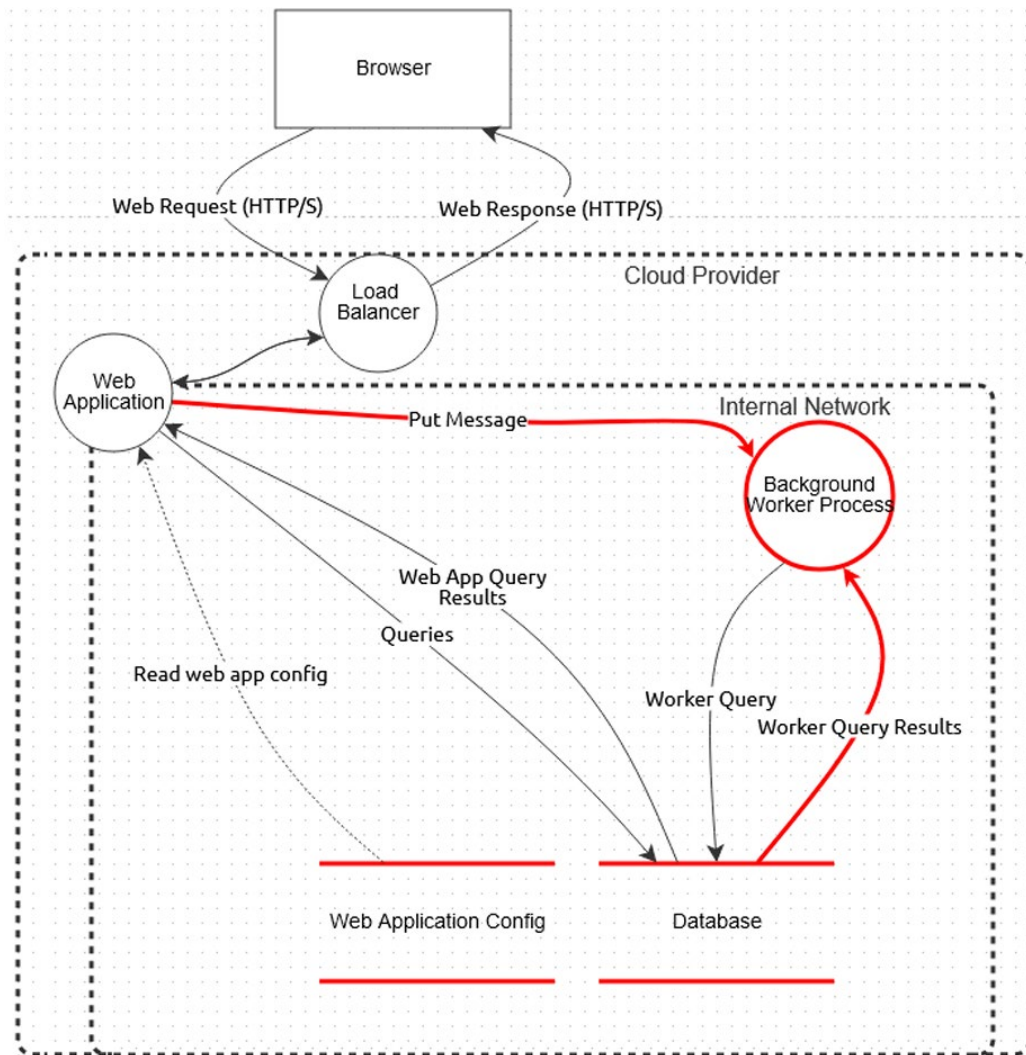 Browser
Web Request (HTTP/S)
Web Response (HTTP/S)
Cloud Provider
Load
Balancer
Web
Application
Internal Network
Put Message
Background
Worker Process
Web App Query
Results
Queries
Read web app config
Worker Query
Worker Query Results
Web Application Config
Database